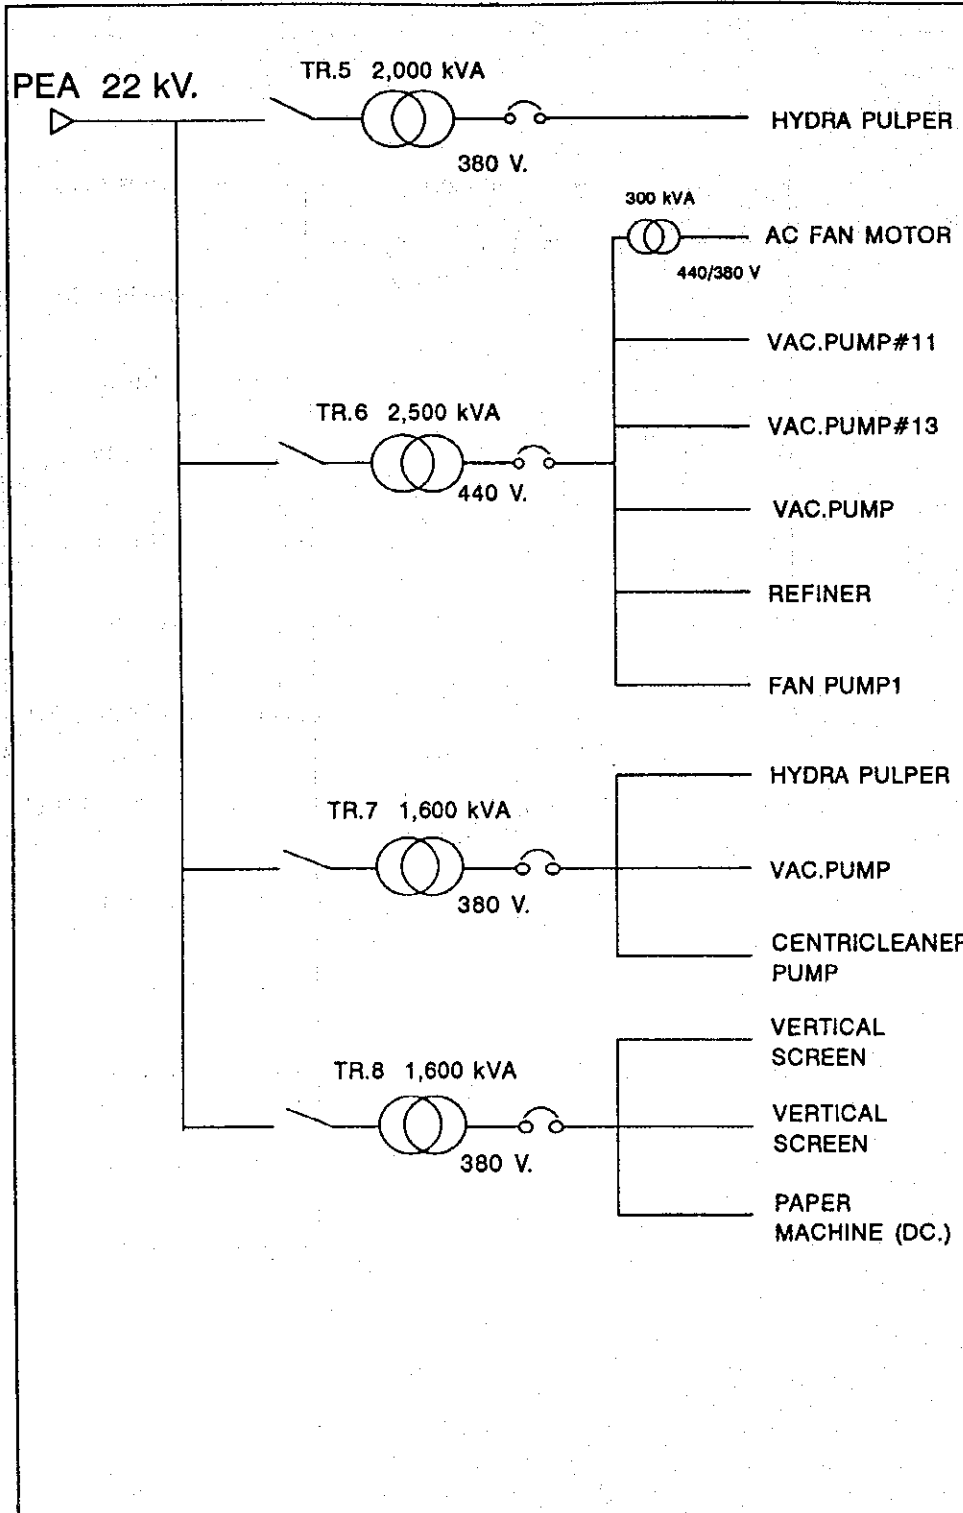 PEA 22 kV.
TR.5 2,000 kVA
380 V.
HYDRA PULPER
300 kVA
AC FAN MOTOR
440/380 V
VAC.PUMP#11
TR.6 2,500 kVA
440 V.
VAC.PUMP#13
VAC.PUMP
REFINER
FAN PUMP1
HYDRA PULPER
TR.7 1,600 kVA
380 V.
VAC.PUMP
CENTRICLEANER
PUMP
VERTICAL
SCREEN
TR.8 1,600 kVA
380 V.
VERTICAL
SCREEN
PAPER
MACHINE (DC.)